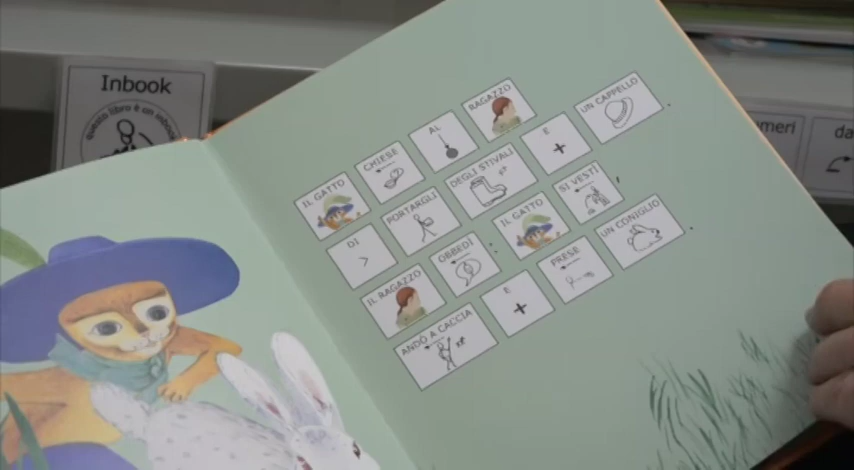 Inbook
questo libro è un inbook
IL GATTO CHIESE AL RAGAZZO
DI PORTARGLI DEGLI STIVALI E UN CAPPELLO.
IL RAGAZZO OBBEDÌ; IL GATTO SI VESTÌ,
ANDÒ A CACCIA E PRESE UN CONIGLIO.
meri
da